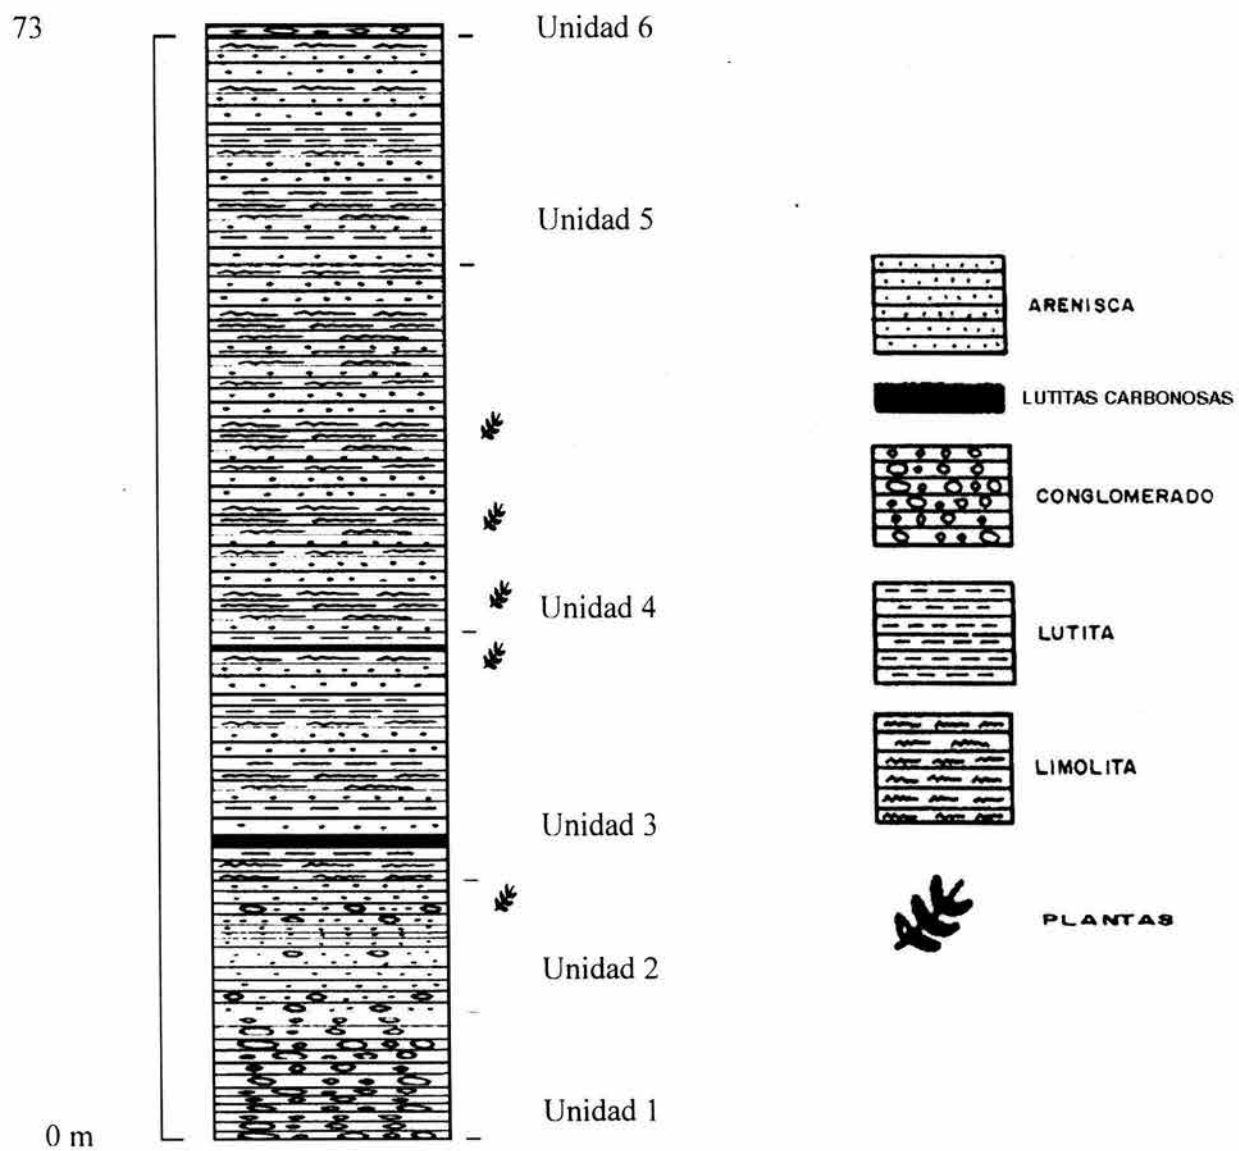 73
Unidad 6
Unidad 5
Unidad 4
Unidad 3
Unidad 2
Unidad 1
0 m
ARENISCA
LUTITAS CARBONOSAS
CONGLOMERADO
LUTITA
LIMOLITA
PLANTAS